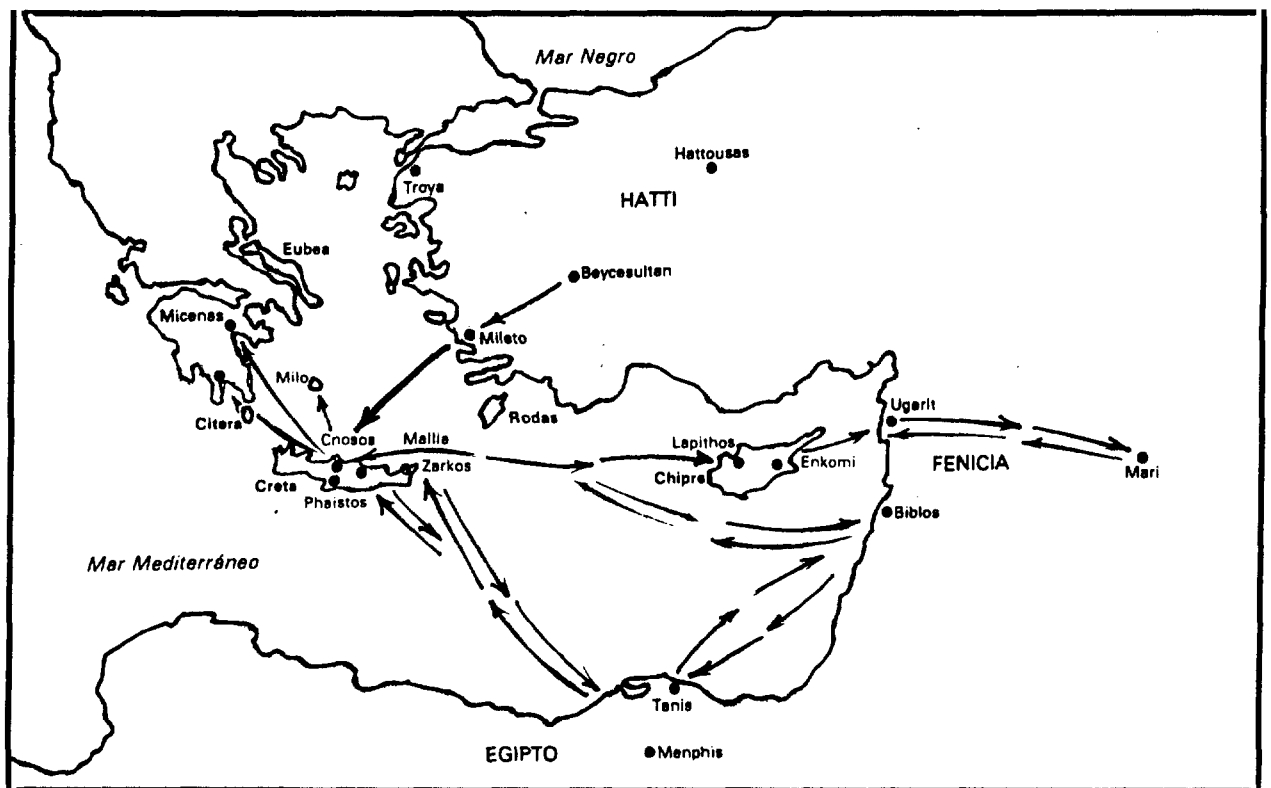 Mar Negro
Hattousas
Troya
HATTI
Eubea
Beycesultan
Micenas
Mileto
Milo
Citera
Rodas
Ugarit
Cnosos
Mallia
Lapithos
Zarkos
Enkomi
FENICIA
Mari
Creta
Chipre
Phaistos
Biblos
Mar Mediterráneo
Tanis
EGIPTO
Menphis